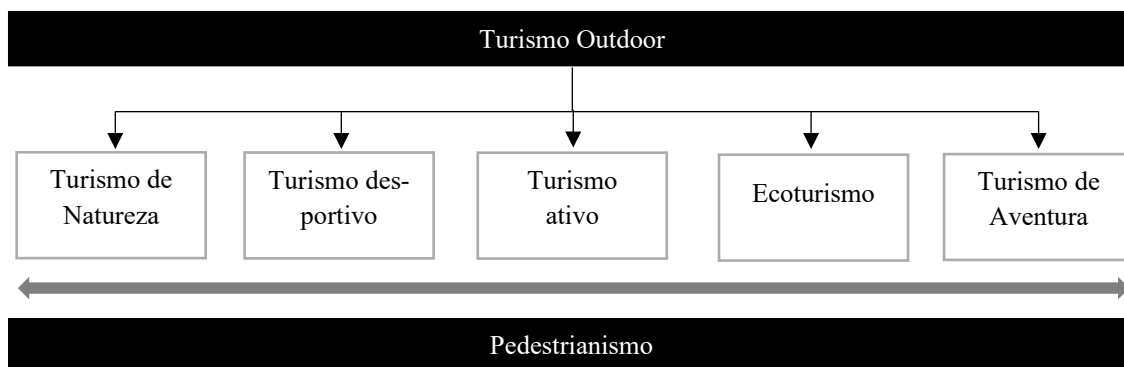 Turismo Outdoor
Turismo de
Natureza
Turismo des-
portivo
Turismo
ativo
Ecoturismo
Turismo de
Aventura
Pedestrianismo